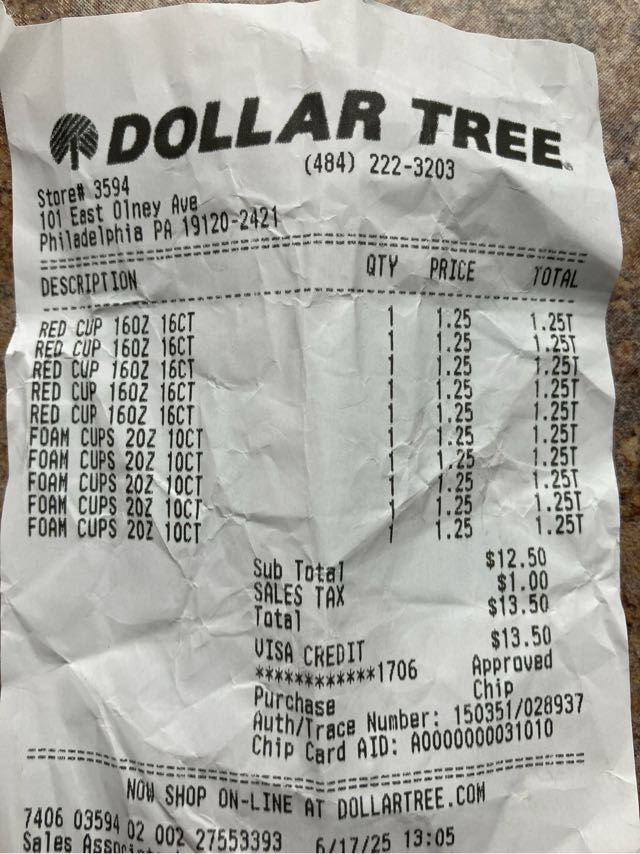 DOLLAR TREE
(484) 222-3203
Store# 3594
101 East Olney Ave
Philadelphia PA 19120-2421
DESCRIPTION QTY PRICE TOTAL
RED CUP 16OZ 16CT 1 1.25 1.25T
RED CUP 16OZ 16CT 1 1.25 1.25T
RED CUP 16OZ 16CT 1 1.25 1.25T
RED CUP 16OZ 16CT 1 1.25 1.25T
RED CUP 16OZ 16CT 1 1.25 1.25T
FOAM CUPS 20Z 10CT 1 1.25 1.25T
FOAM CUPS 20Z 10CT 1 1.25 1.25T
FOAM CUPS 20Z 10CT 1 1.25 1.25T
FOAM CUPS 20Z 10CT 1 1.25 1.25T
FOAM CUPS 20Z 10CT 1 1.25 1.25T
Sub Total $12.50
SALES TAX $1.00
Total $13.50
VISA CREDIT $13.50
************1706 Approved
Purchase Chip
Auth/Trace Number: 150351/028937
Chip Card AID: A0000000031010
NOW SHOP ON-LINE AT DOLLARTREE.COM
7406 03594 02 002 27553393 6/17/25 13:05
Sales